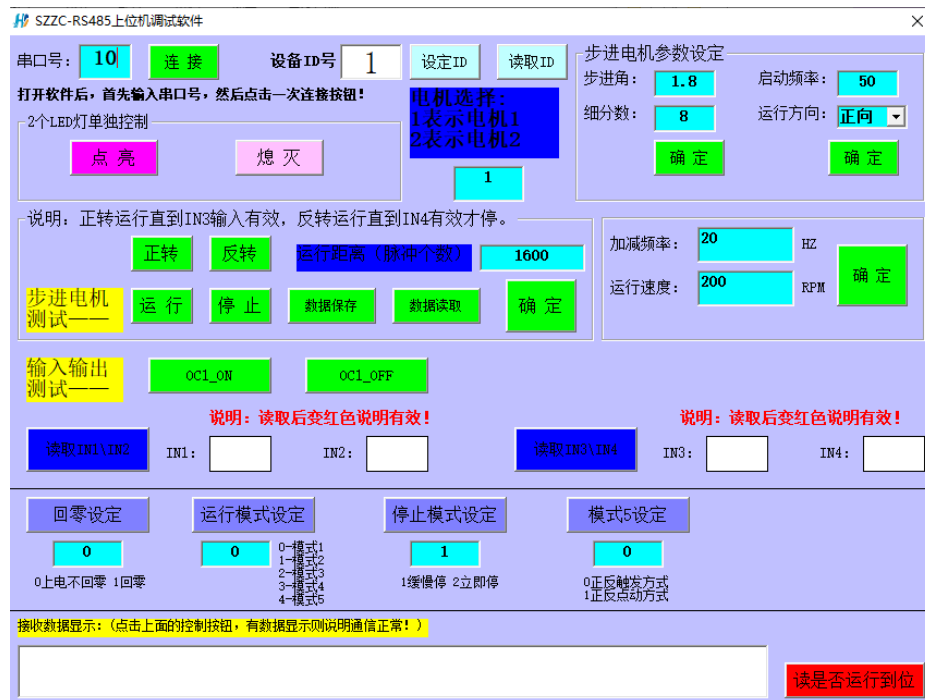 SZZC-RS485上位机调试软件
串口号: 10 连 接 设备ID号 1 设定ID 读取ID
打开软件后，首先输入串口号，然后点击一次连接按钮!
电机选择:
1表示电机1
2表示电机2
1
步进电机参数设定
步进角: 1.8 启动频率: 50
细分数: 8 运行方向: 正向
确 定 确 定
2个LED灯单独控制
点 亮 熄 灭
说明: 正转运行直到IN3输入有效, 反转运行直到IN4有效才停。
正转 反转 运行距离（脉冲个数） 1600
步进电机
测试——
运 行 停 止 数据保存 数据读取 确 定
加减频率: 20 HZ
运行速度: 200 RPM
确 定
输入输出
测试——
OC1_ON OC1_OFF
说明: 读取后变红色说明有效! 说明: 读取后变红色说明有效!
读取IN1\IN2 IN1: IN2: 读取IN3\IN4 IN3: IN4:
回零设定 运行模式设定 停止模式设定 模式5设定
0 0 1 0
0上电不回零 1回零
0-模式1
1-模式2
2-模式3
3-模式4
4-模式5
1缓慢停 2立即停
0正反触发方式
1正反点动方式
接收数据显示:（点击上面的控制按钮，有数据显示则说明通信正常!）
读是否运行到位